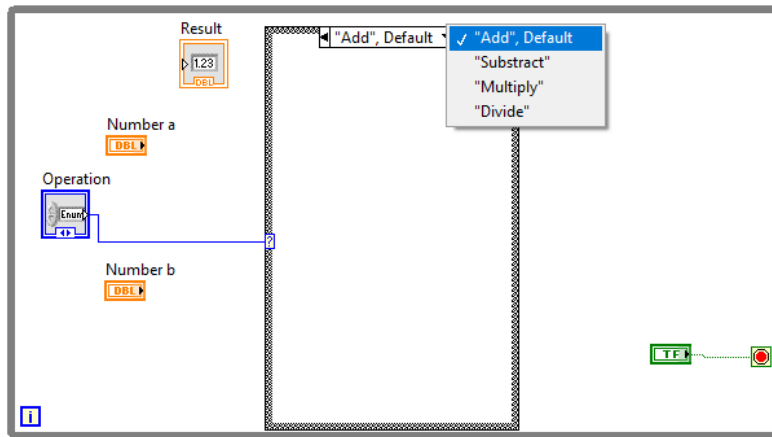 Result
"Add", Default
"Add", Default
"Substract"
"Multiply"
"Divide"
1.23
DBL
Number a
DBL
Operation
Enum
?
Number b
DBL
TF
i